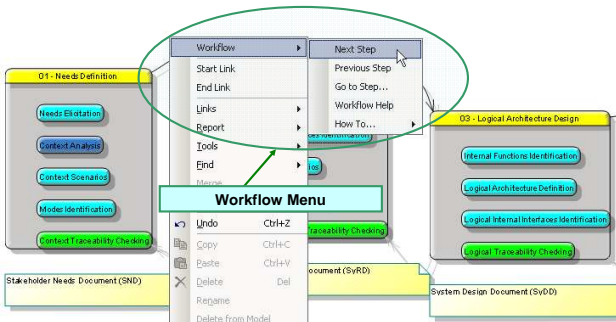 Workflow
Next Step
Start Link
Previous Step
End Link
Go to Step...
Links
Workflow Help
Report
How To...
Tools
Find
Merge
Workflow Menu
Undo Ctrl+Z
Copy Ctrl+C
Paste Ctrl+V
Delete Del
Rename
Delete from Model
01 - Needs Definition
Needs Elicitation
Context Analysis
Context Scenarios
Modes Identification
Context Traceability Checking
Stakeholder Needs Document (SND)
Traceability Checking
Document (SyRD)
03 - Logical Architecture Design
Internal Functions Identification
Logical Architecture Definition
Logical Internal Interfaces Identification
Logical Traceability Checking
System Design Document (SyDD)